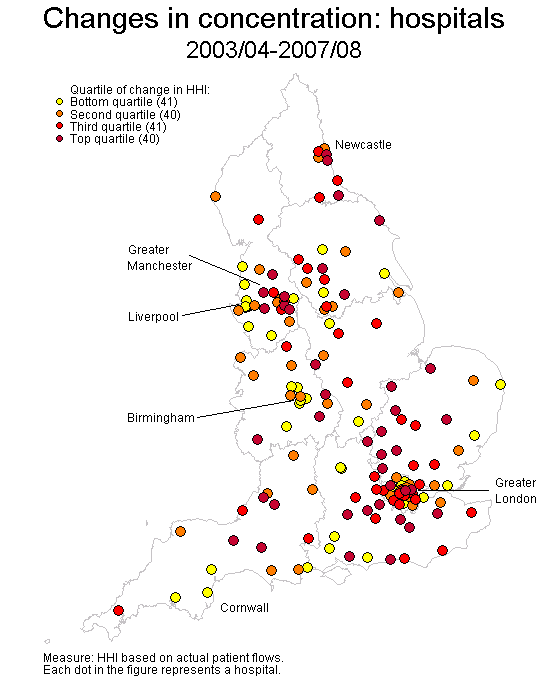 Changes in concentration: hospitals
2003/04-2007/08
Quartile of change in HHI:
Bottom quartile (41)
Second quartile (40)
Third quartile (41)
Top quartile (40)
Newcastle
Greater
Manchester
Liverpool
Birmingham
Greater
London
Cornwall
Measure: HHI based on actual patient flows.
Each dot in the figure represents a hospital.